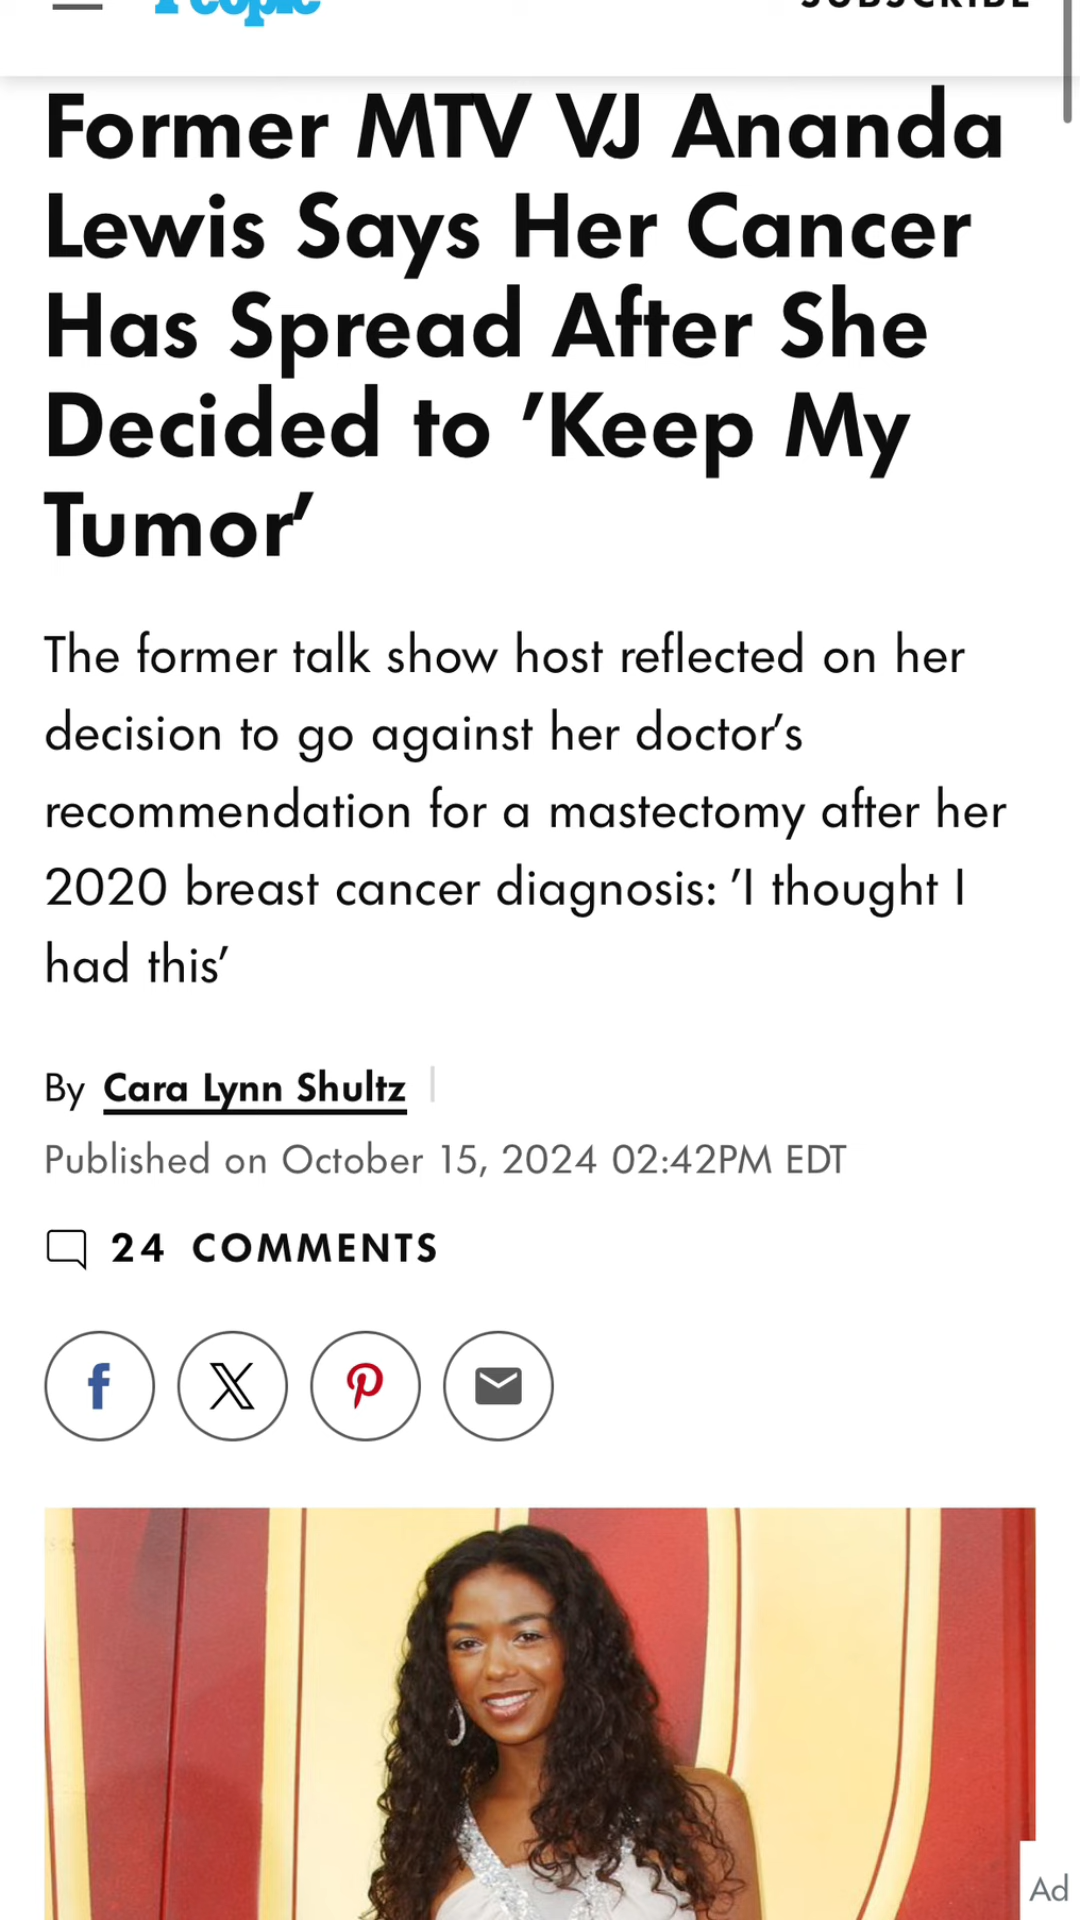 People
SUBSCRIBE
Former MTV VJ Ananda
Lewis Says Her Cancer
Has Spread After She
Decided to ’Keep My
Tumor’
The former talk show host reflected on her
decision to go against her doctor’s
recommendation for a mastectomy after her
2020 breast cancer diagnosis: ’I thought I
had this’
By Cara Lynn Shultz
Published on October 15, 2024 02:42PM EDT
24 COMMENTS
Ad